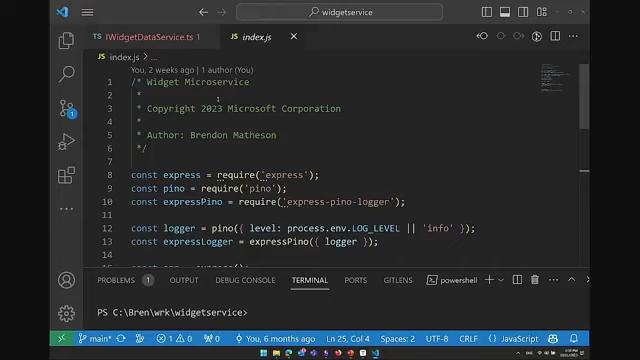 widgetservice
IWidgetDataService.ts 1
index.js
index.js > ...
You, 2 weeks ago | 1 author (You)
1 /* Widget Microservice
2 *
3 * Copyright 2023 Microsoft Corporation
4 *
5 * Author: Brendon Matheson
6 */
7
8 const express = require('express');
9 const pino = require('pino');
10 const expressPino = require('express-pino-logger');
11
12 const logger = pino({ level: process.env.LOG_LEVEL || 'info' });
13 const expressLogger = expressPino({ logger });
14
PROBLEMS 1 OUTPUT DEBUG CONSOLE TERMINAL PORTS GITLENS powershell
PS C:\Bren\wrk\widgetservice>
main* 1 0 0 You, 6 months ago Ln 25, Col 4 Spaces: 2 UTF-8 CRLF {} JavaScript